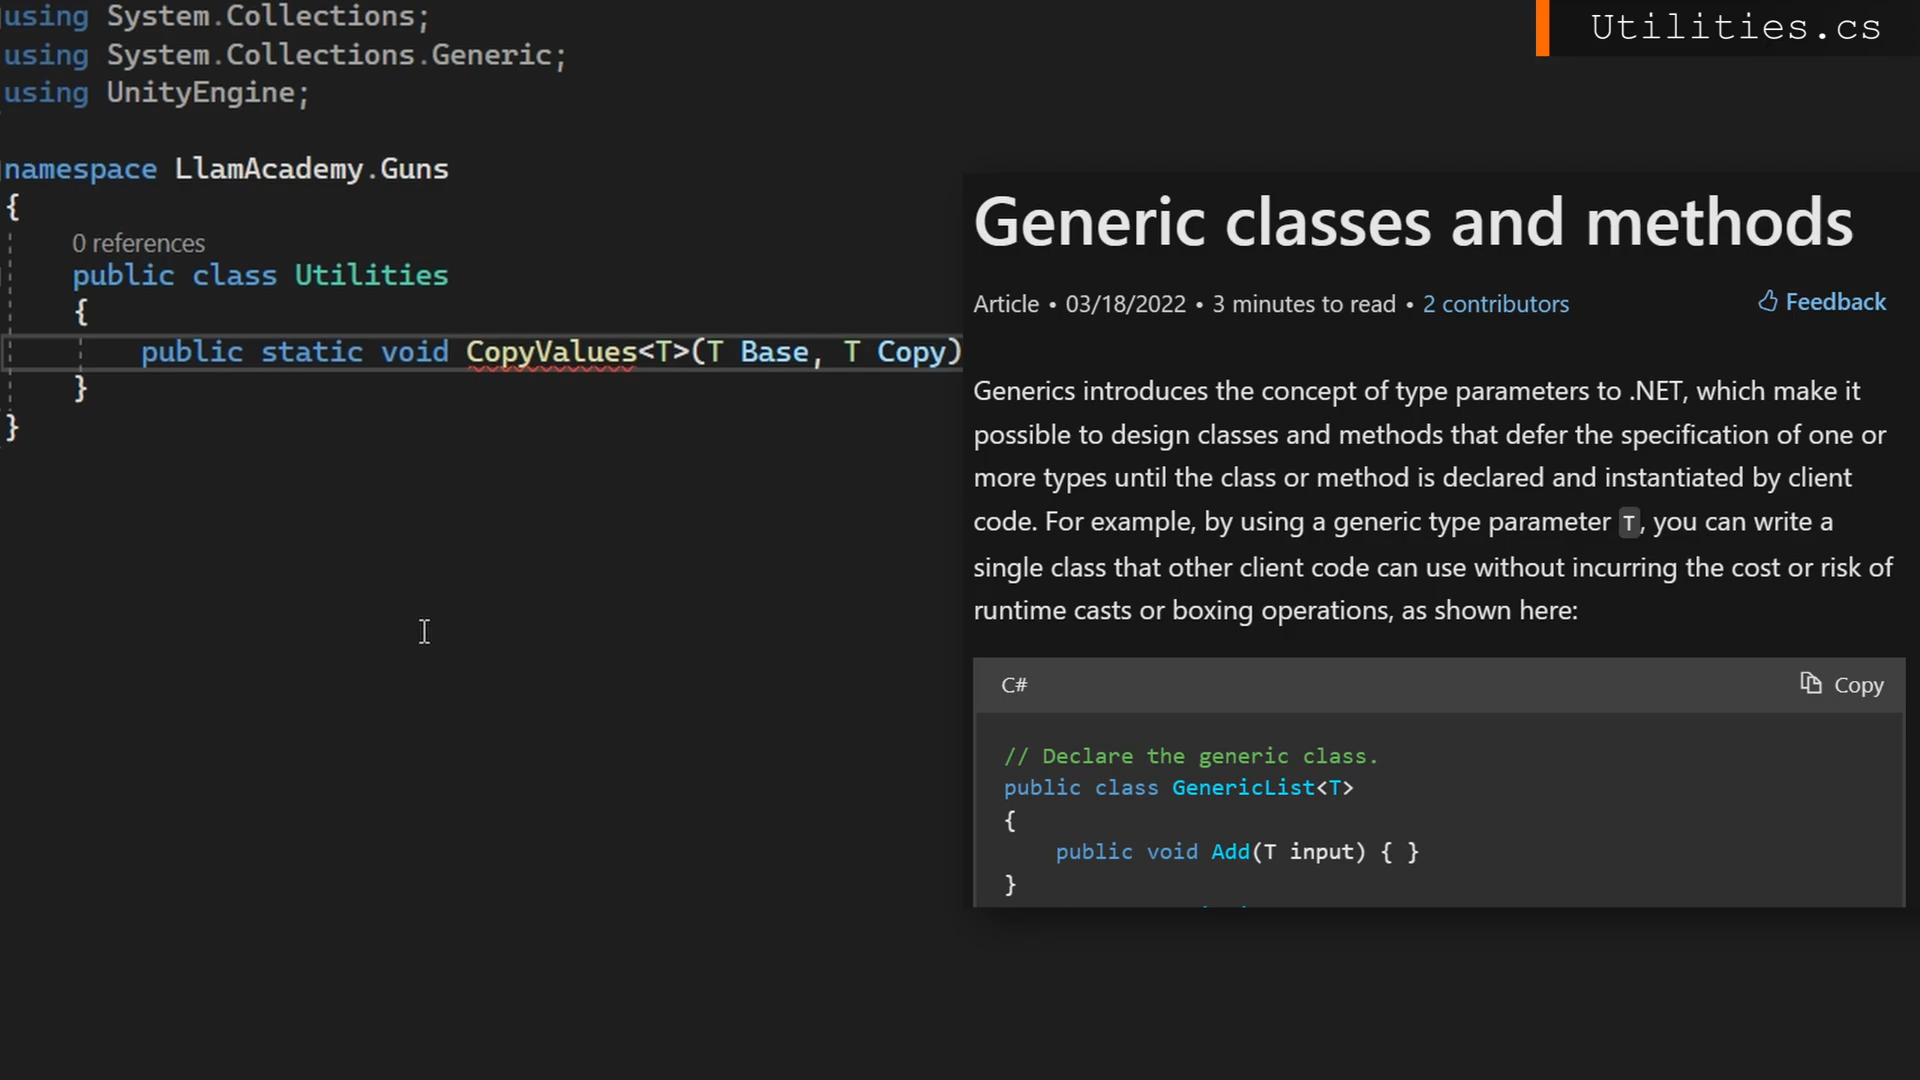 using System.Collections;
using System.Collections.Generic;
using UnityEngine;
namespace LlamAcademy.Guns
{
0 references
public class Utilities
{
public static void CopyValues<T>(T Base, T Copy)
}
}
Utilities.cs
Generic classes and methods
Article • 03/18/2022 • 3 minutes to read • 2 contributors
Feedback
Generics introduces the concept of type parameters to .NET, which make it
possible to design classes and methods that defer the specification of one or
more types until the class or method is declared and instantiated by client
code. For example, by using a generic type parameter T, you can write a
single class that other client code can use without incurring the cost or risk of
runtime casts or boxing operations, as shown here:
C#
Copy
// Declare the generic class.
public class GenericList<T>
{
public void Add(T input) { }
}